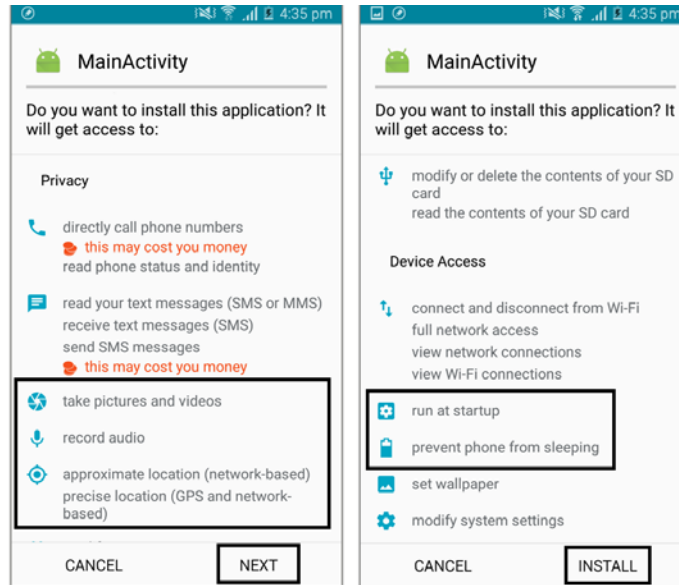 4:35 pm
MainActivity
Do you want to install this application? It
will get access to:
Privacy
directly call phone numbers
this may cost you money
read phone status and identity
read your text messages (SMS or MMS)
receive text messages (SMS)
send SMS messages
this may cost you money
take pictures and videos
record audio
approximate location (network-based)
precise location (GPS and network-
based)
CANCEL
NEXT
4:35 pm
MainActivity
Do you want to install this application? It
will get access to:
modify or delete the contents of your SD
card
read the contents of your SD card
Device Access
connect and disconnect from Wi-Fi
full network access
view network connections
view Wi-Fi connections
run at startup
prevent phone from sleeping
set wallpaper
modify system settings
CANCEL
INSTALL